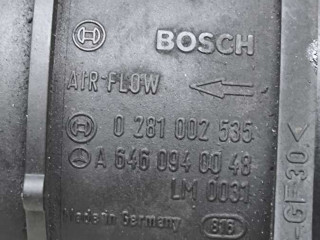 BOSCH
AIR FLOW
0 281 002 535
A 646 094 00 48
LM 0031
Made in Germany 816
-GF30<